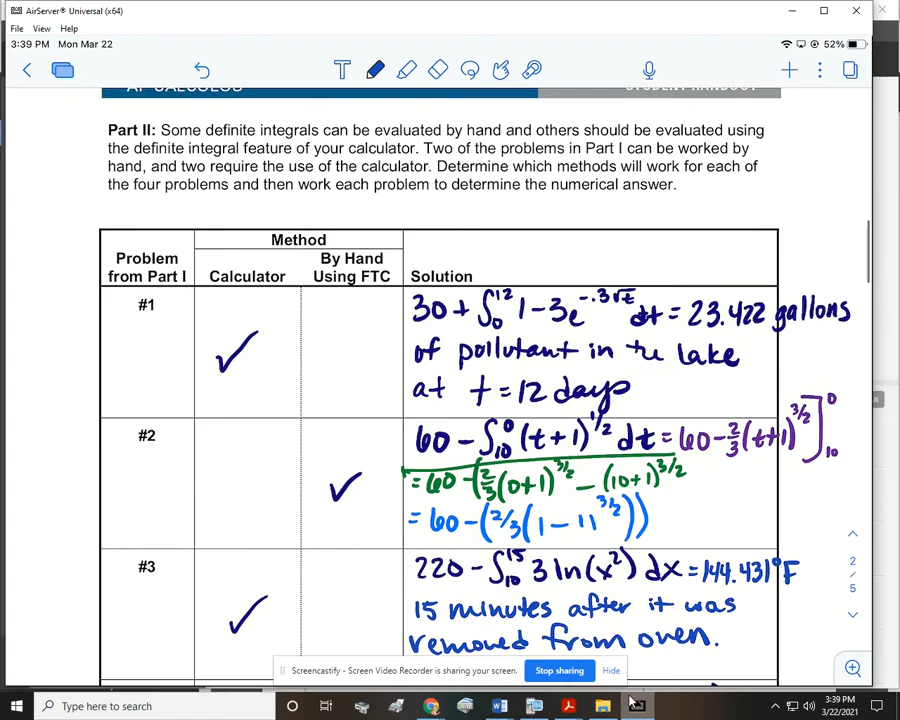 AirServer® Universal (x64)
File View Help
3:39 PM Mon Mar 22
52%
AP CALCULUS
STUDENT HANDOUT
Part II: Some definite integrals can be evaluated by hand and others should be evaluated using
the definite integral feature of your calculator. Two of the problems in Part I can be worked by
hand, and two require the use of the calculator. Determine which methods will work for each of
the four problems and then work each problem to determine the numerical answer.
Problem from Part I
Method
Calculator
By Hand Using FTC
Solution
#1
✓
30 + ∫₀¹² 1 − 3e^(−.3√t) dt = 23.422 gallons
of pollutant in the lake
at t = 12 days
#2
✓
60 − ∫₁₀⁰ (t+1)^(1/2) dt = 60 − 2/3 (t+1)^(3/2) ]₁₀⁰
= 60 − (2/3 (0+1)^(3/2) − (10+1)^(3/2)
= 60 − (2/3 (1 − 11^(3/2)))
#3
✓
220 − ∫₁₀¹⁵ 3 ln(x²) dx = 144.431°F
15 minutes after it was
removed from oven.
2
/
5
Screencastify - Screen Video Recorder is sharing your screen.
Stop sharing
Hide
Type here to search
3:39 PM
3/22/2021